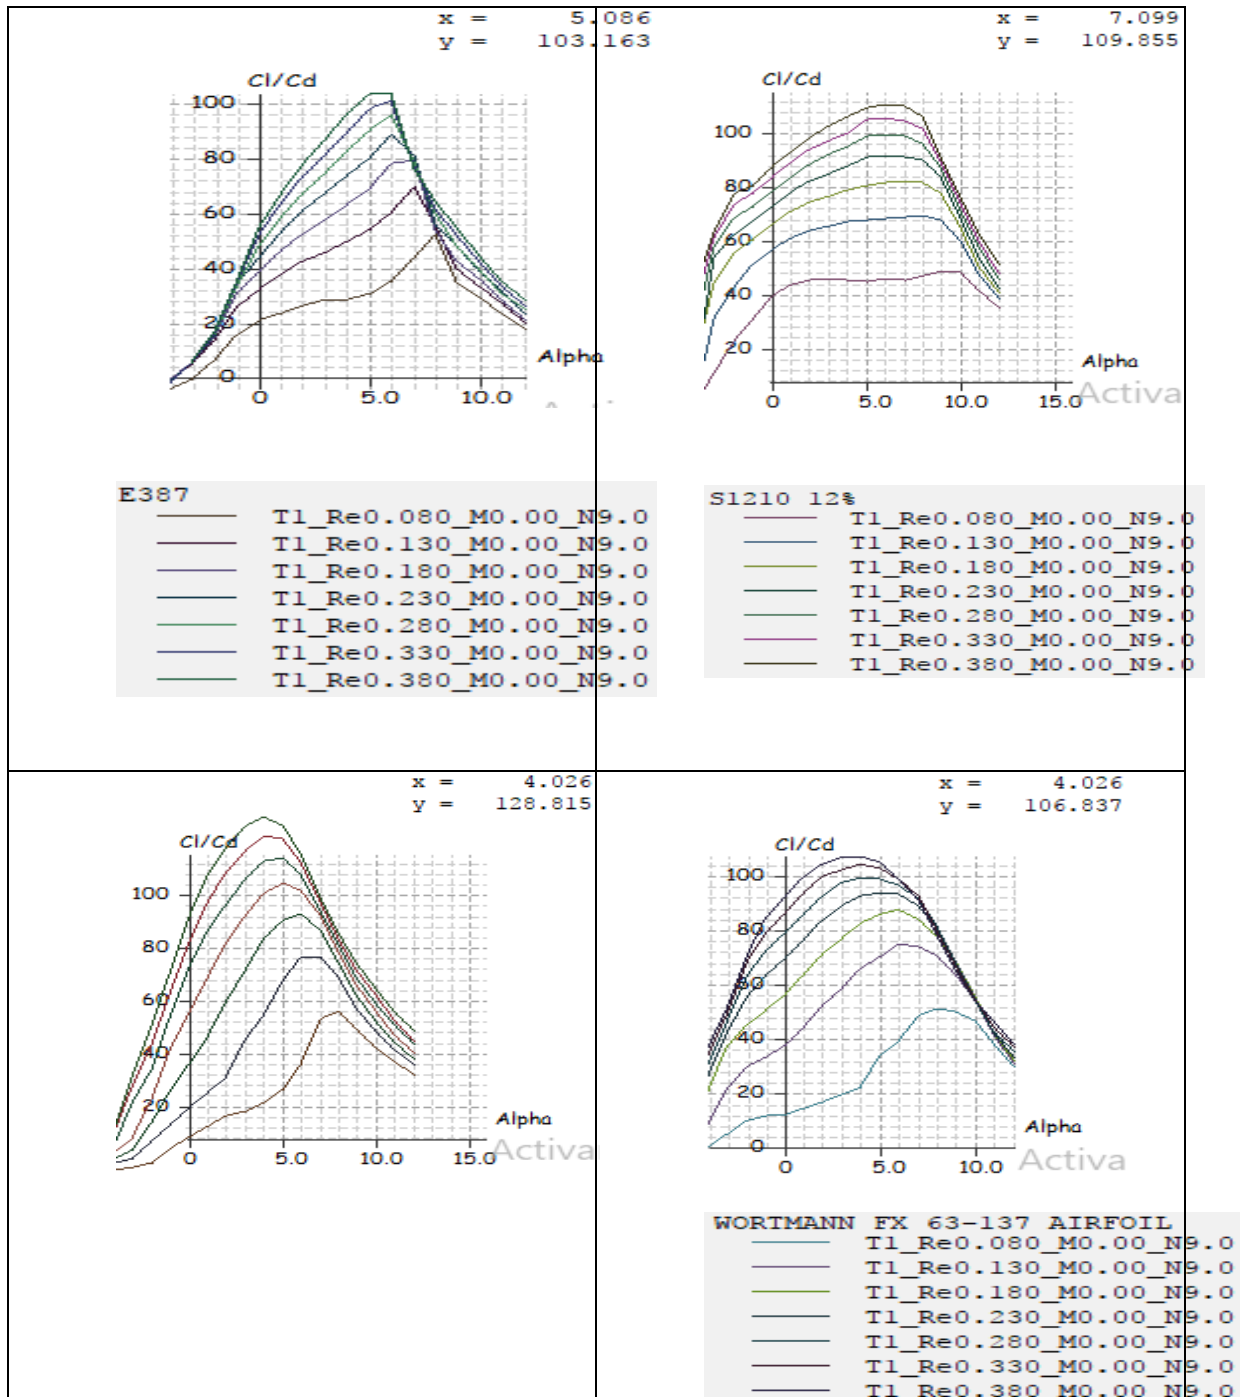 x = 5.086
y = 103.163
Cl/Cd
100
80
60
40
20
0
Alpha
0 5.0 10.0
E387
T1_Re0.080_M0.00_N9.0
T1_Re0.130_M0.00_N9.0
T1_Re0.180_M0.00_N9.0
T1_Re0.230_M0.00_N9.0
T1_Re0.280_M0.00_N9.0
T1_Re0.330_M0.00_N9.0
T1_Re0.380_M0.00_N9.0
x = 7.099
y = 109.855
Cl/Cd
100
80
60
40
20
Alpha
0 5.0 10.0 15.0
Activa
S1210 12%
T1_Re0.080_M0.00_N9.0
T1_Re0.130_M0.00_N9.0
T1_Re0.180_M0.00_N9.0
T1_Re0.230_M0.00_N9.0
T1_Re0.280_M0.00_N9.0
T1_Re0.330_M0.00_N9.0
T1_Re0.380_M0.00_N9.0
x = 4.026
y = 128.815
Cl/Cd
100
80
60
40
20
Alpha
0 5.0 10.0 15.0
Activa
x = 4.026
y = 106.837
Cl/Cd
100
80
60
40
20
0
Alpha
0 5.0 10.0
Activa
WORTMANN FX 63-137 AIRFOIL
T1_Re0.080_M0.00_N9.0
T1_Re0.130_M0.00_N9.0
T1_Re0.180_M0.00_N9.0
T1_Re0.230_M0.00_N9.0
T1_Re0.280_M0.00_N9.0
T1_Re0.330_M0.00_N9.0
T1_Re0.380_M0.00_N9.0